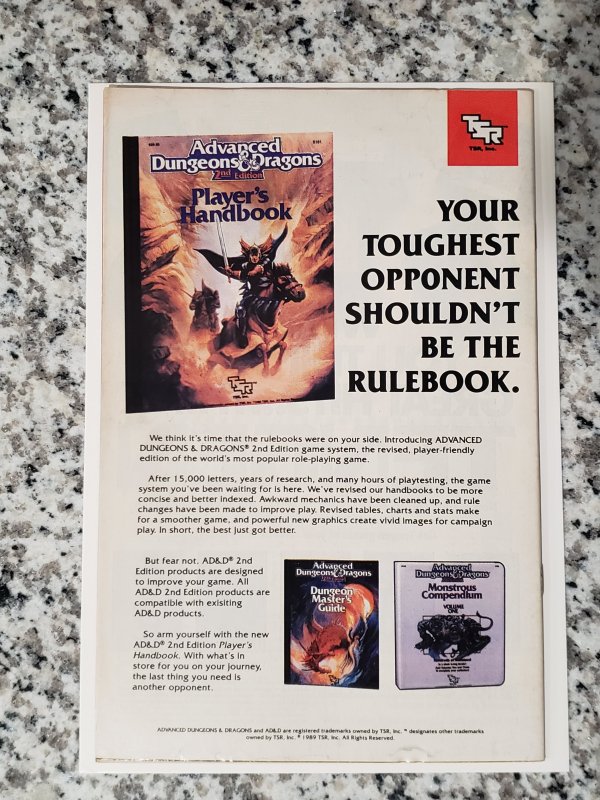 TSR
TSR, Inc.
Advanced
Dungeons & Dragons
2nd Edition
Player's
Handbook
TSR
TSR, Inc.
YOUR
TOUGHEST
OPPONENT
SHOULDN'T
BE THE
RULEBOOK.
We think it's time that the rulebooks were on your side. Introducing ADVANCED
DUNGEONS & DRAGONS® 2nd Edition game system, the revised, player-friendly
edition of the world's most popular role-playing game.
After 15,000 letters, years of research, and many hours of playtesting, the game
system you've been waiting for is here. We've revised our handbooks to be more
concise and better indexed. Awkward mechanics have been cleaned up, and rule
changes have been made to improve play. Revised tables, charts and stats make
for a smoother game, and powerful new graphics create vivid images for campaign
play. In short, the best just got better.
But fear not. AD&D® 2nd
Edition products are designed
to improve your game. All
AD&D 2nd Edition products are
compatible with exisiting
AD&D products.
So arm yourself with the new
AD&D® 2nd Edition Player's
Handbook. With what's in
store for you on your journey,
the last thing you need is
another opponent.
Advanced
Dungeons & Dragons
Dungeon
Master's
Guide
Advanced
Dungeons & Dragons
Monstrous
Compendium
VOLUME
ONE
TSR
ADVANCED DUNGEONS & DRAGONS and AD&D are registered trademarks owned by TSR, Inc. ™ designates other trademarks
owned by TSR, Inc. © 1989 TSR, Inc. All Rights Reserved.